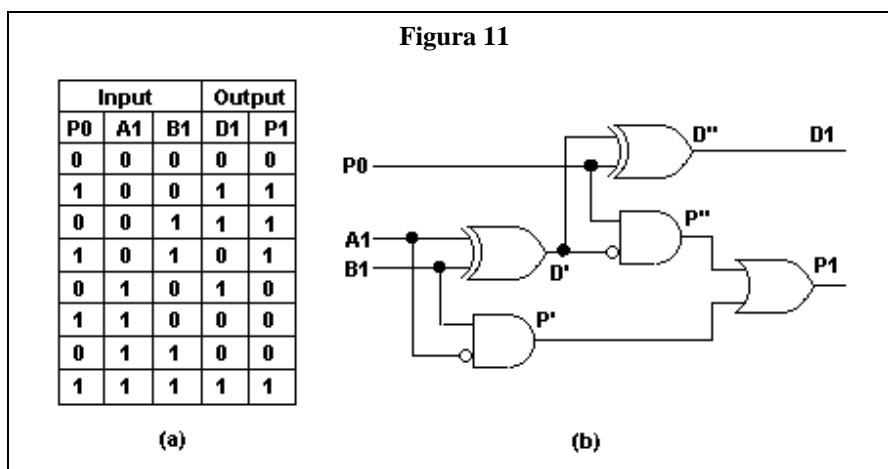 Figura 11
Input Output
P0 A1 B1 D1 P1
0 0 0 0 0
1 0 0 1 1
0 0 1 1 1
1 0 1 0 1
0 1 0 1 0
1 1 0 0 0
0 1 1 0 0
1 1 1 1 1
(a)
D" D1
P0
P"
A1
B1
D'
P1
P'
(b)